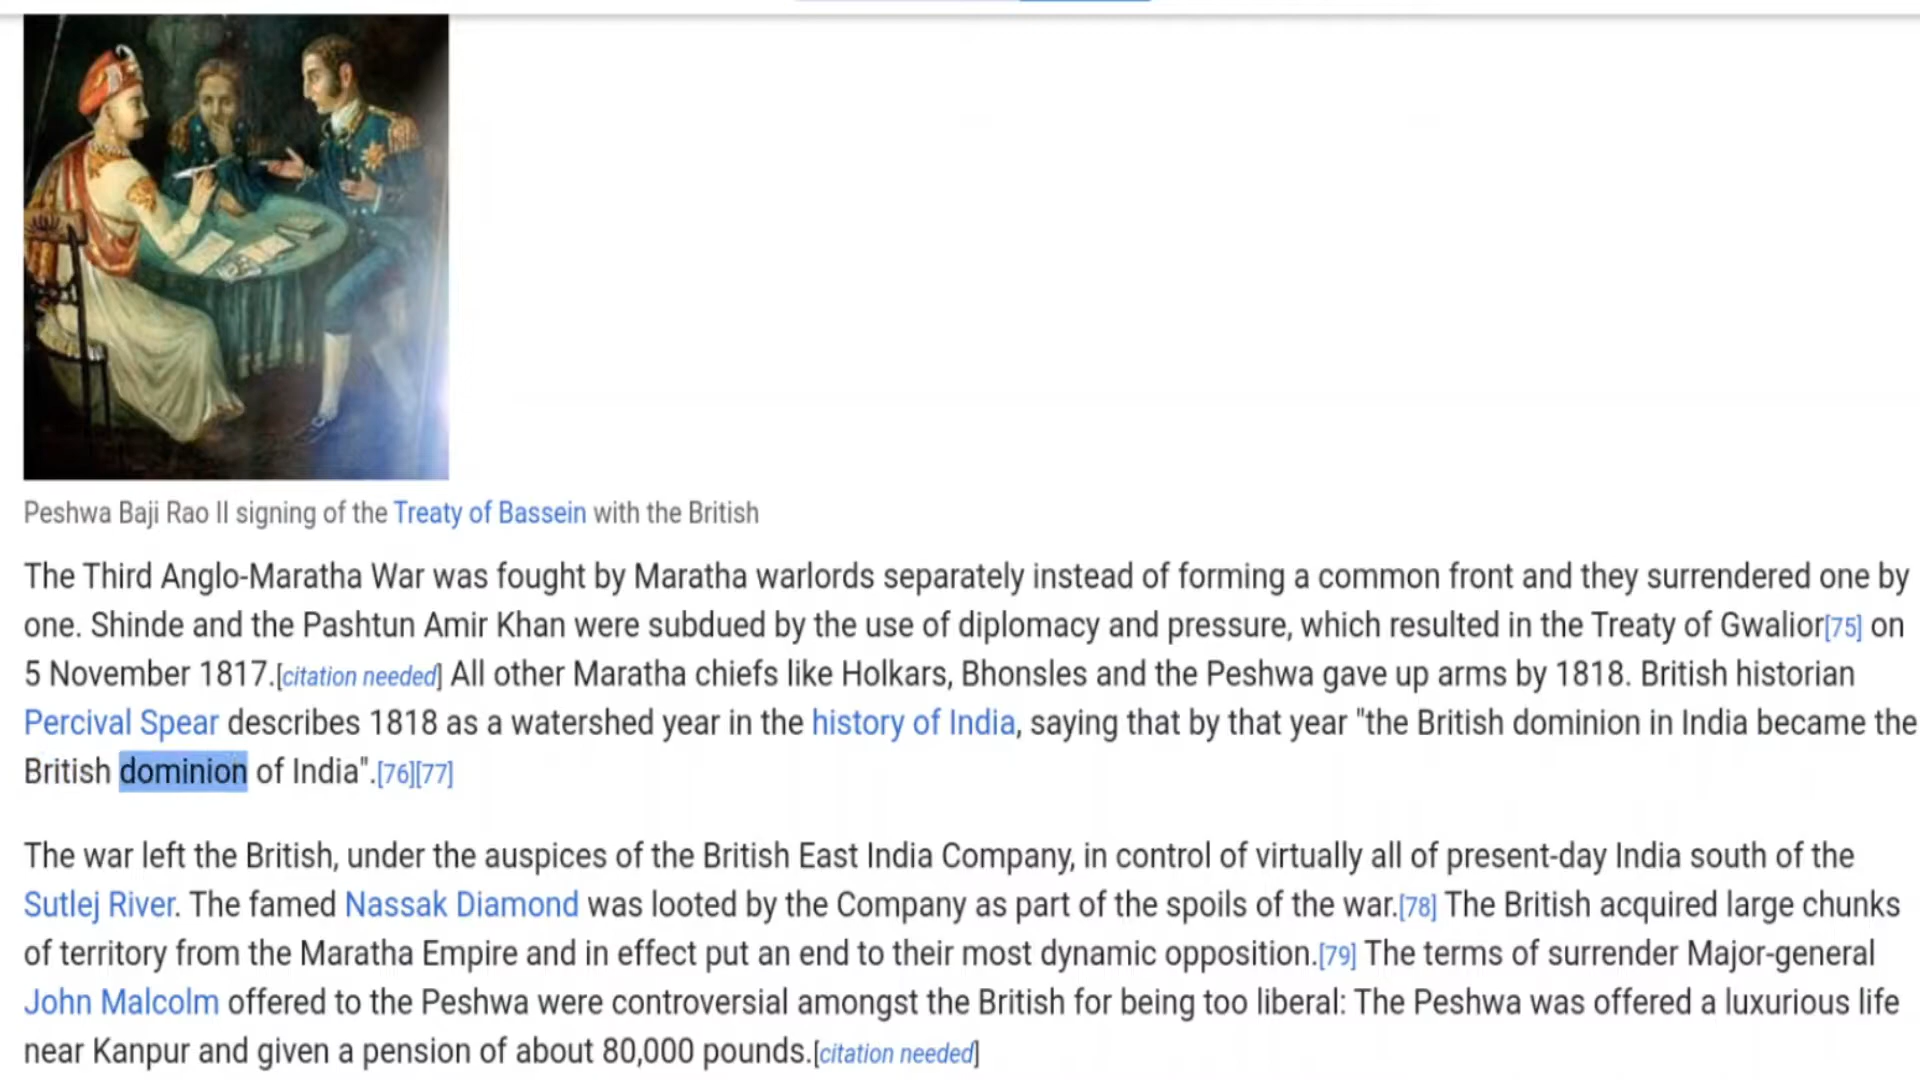 Peshwa Baji Rao II signing of the Treaty of Bassein with the British
The Third Anglo-Maratha War was fought by Maratha warlords separately instead of forming a common front and they surrendered one by
one. Shinde and the Pashtun Amir Khan were subdued by the use of diplomacy and pressure, which resulted in the Treaty of Gwalior[75] on
5 November 1817.[citation needed] All other Maratha chiefs like Holkars, Bhonsles and the Peshwa gave up arms by 1818. British historian
Percival Spear describes 1818 as a watershed year in the history of India, saying that by that year "the British dominion in India became the
British dominion of India".[76][77]
The war left the British, under the auspices of the British East India Company, in control of virtually all of present-day India south of the
Sutlej River. The famed Nassak Diamond was looted by the Company as part of the spoils of the war.[78] The British acquired large chunks
of territory from the Maratha Empire and in effect put an end to their most dynamic opposition.[79] The terms of surrender Major-general
John Malcolm offered to the Peshwa were controversial amongst the British for being too liberal: The Peshwa was offered a luxurious life
near Kanpur and given a pension of about 80,000 pounds.[citation needed]